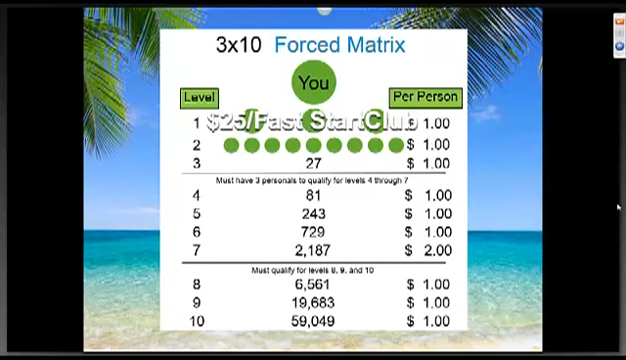 3x10 Forced Matrix
You
Level Per Person
$25/Fast StartClub
1 $ 1.00
2 $ 1.00
3 27 $ 1.00
Must have 3 personals to qualify for levels 4 through 7
4 81 $ 1.00
5 243 $ 1.00
6 729 $ 1.00
7 2,187 $ 2.00
Must qualify for levels 8, 9, and 10
8 6,561 $ 1.00
9 19,683 $ 1.00
10 59,049 $ 1.00